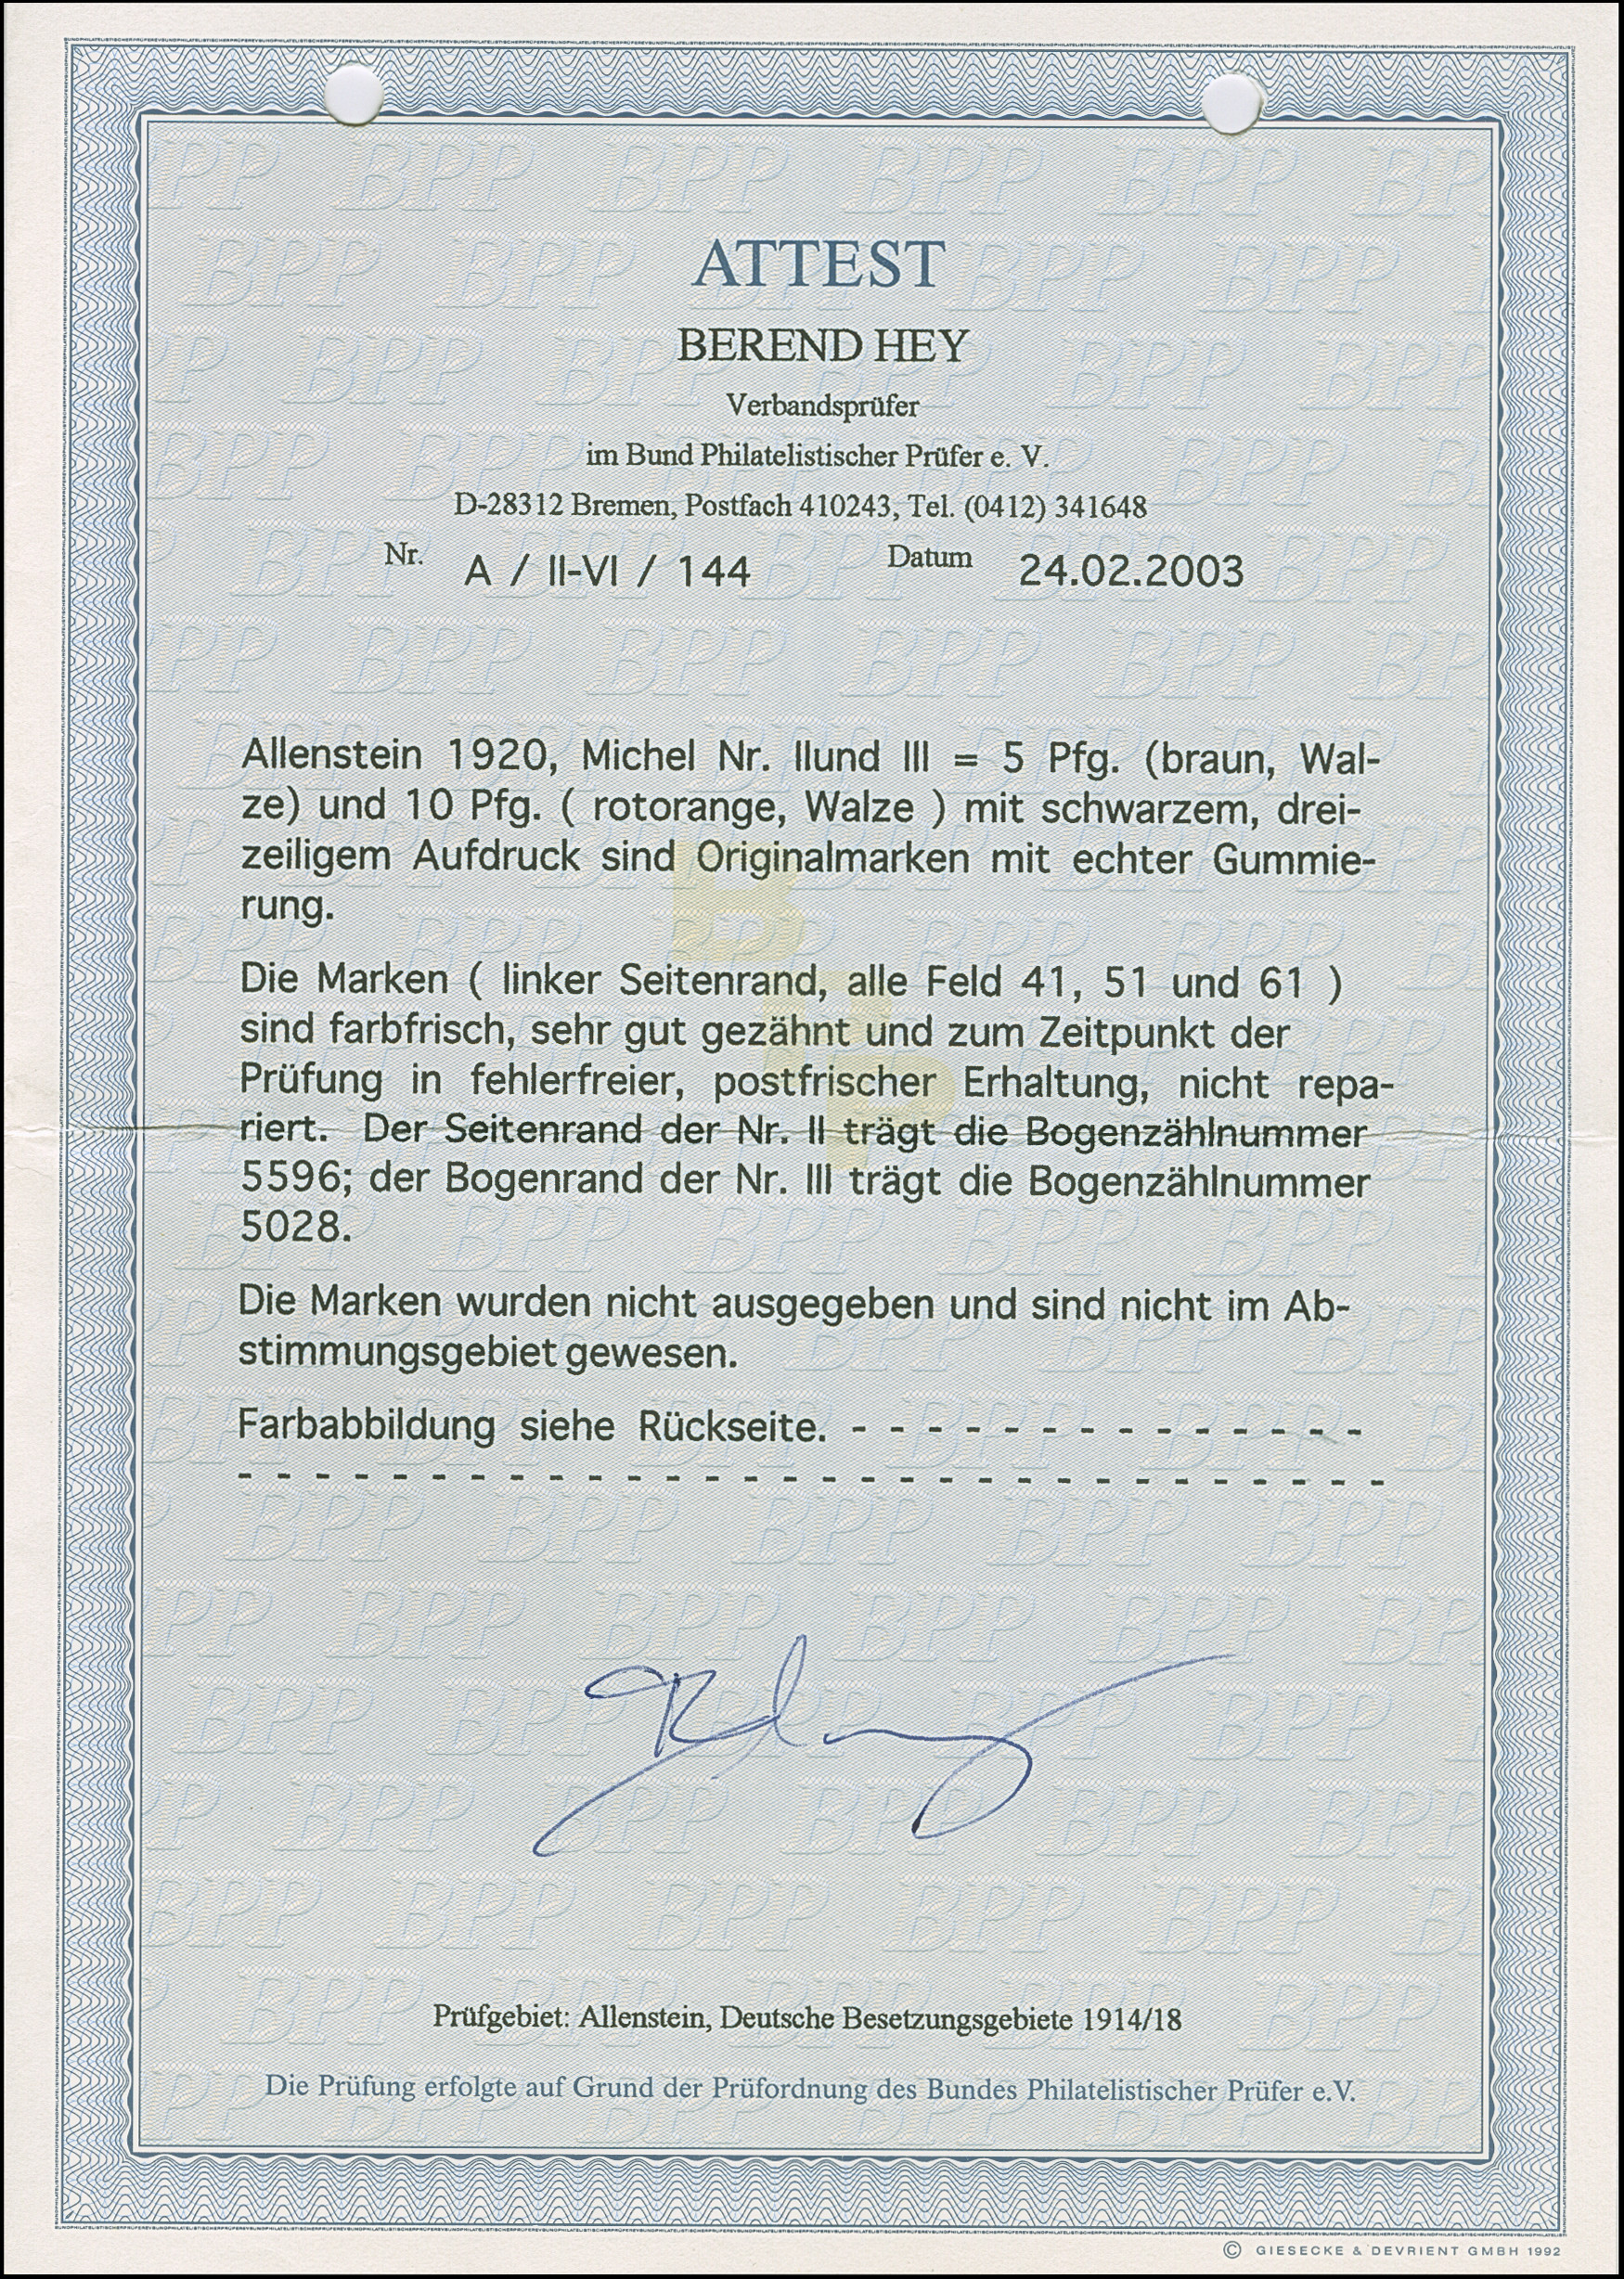 ATTEST
BEREND HEY
Verbandsprüfer
im Bund Philatelistischer Prüfer e. V.
D-28312 Bremen, Postfach 410243, Tel. (0412) 341648
Nr. A / II-VI / 144 Datum 24.02.2003
Allenstein 1920, Michel Nr. IIund III = 5 Pfg. (braun, Wal-
ze) und 10 Pfg. ( rotorange, Walze ) mit schwarzem, drei-
zeiligem Aufdruck sind Originalmarken mit echter Gummie-
rung.
Die Marken ( linker Seitenrand, alle Feld 41, 51 und 61 )
sind farbfrisch, sehr gut gezähnt und zum Zeitpunkt der
Prüfung in fehlerfreier, postfrischer Erhaltung, nicht repa-
riert. Der Seitenrand der Nr. II trägt die Bogenzählnummer
5596; der Bogenrand der Nr. III trägt die Bogenzählnummer
5028.
Die Marken wurden nicht ausgegeben und sind nicht im Ab-
stimmungsgebiet gewesen.
Farbabbildung siehe Rückseite. - - - - - - - - - - - - - -
- - - - - - - - - - - - - - - - - - - - - - - - - - - - - -
Prüfgebiet: Allenstein, Deutsche Besetzungsgebiete 1914/18
Die Prüfung erfolgte auf Grund der Prüfordnung des Bundes Philatelistischer Prüfer e.V.
© GIESECKE & DEVRIENT GMBH 1992